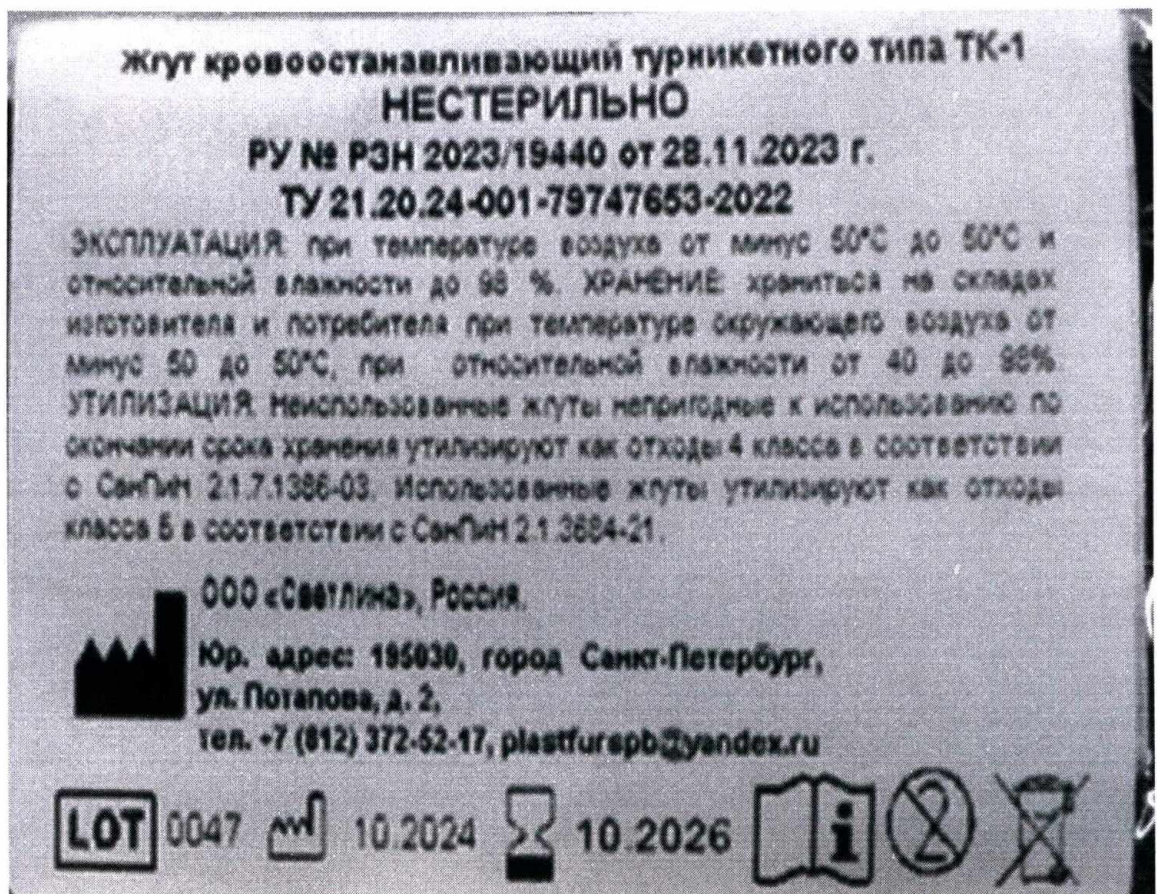 Жгут кровоостанавливающий турникетного типа ТК-1
НЕСТЕРИЛЬНО
РУ № РЗН 2023/19440 от 28.11.2023 г.
ТУ 21.20.24-001-79747653-2022
ЭКСПЛУАТАЦИЯ: при температуре воздуха от минус 50°С до 50°С и
относительной влажности до 98 %. ХРАНЕНИЕ: храниться на складах
изготовителя и потребителя при температуре окружающего воздуха от
минус 50 до 50°С, при относительной влажности от 40 до 98%
УТИЛИЗАЦИЯ: Неиспользованные жгуты непригодные к использованию по
окончании срока хранения утилизируют как отходы 4 класса в соответствии
с СанПиН 2.1.7.1386-03. Использованные жгуты утилизируют как отходы
класса Б в соответствии с СанПиН 2.1.3684-21.
ООО «Светлина», Россия.
Юр. адрес: 195030, город Санкт-Петербург,
ул. Потапова, д. 2,
тел. +7 (812) 372-52-17, plastfurspb@yandex.ru
LOT 0047 10.2024 10.2026 i 2